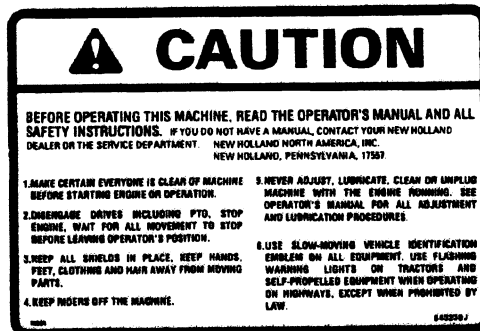 CAUTION
BEFORE OPERATING THIS MACHINE, READ THE OPERATOR'S MANUAL AND ALL
SAFETY INSTRUCTIONS. IF YOU DO NOT HAVE A MANUAL, CONTACT YOUR NEW HOLLAND
DEALER OR THE SERVICE DEPARTMENT. NEW HOLLAND NORTH AMERICA, INC.
NEW HOLLAND, PENNSYLVANIA, 17557.
1.MAKE CERTAIN EVERYONE IS CLEAR OF MACHINE
BEFORE STARTING ENGINE OR OPERATION.
2.DISENGAGE DRIVES INCLUDING PTO, STOP
ENGINE, WAIT FOR ALL MOVEMENT TO STOP
BEFORE LEAVING OPERATOR'S POSITION.
3.KEEP ALL SHIELDS IN PLACE, KEEP HANDS,
FEET, CLOTHING AND HAIR AWAY FROM MOVING
PARTS.
4.KEEP RIDERS OFF THE MACHINE.
5.NEVER ADJUST, LUBRICATE, CLEAN OR UNPLUG
MACHINE WITH THE ENGINE RUNNING. SEE
OPERATOR'S MANUAL FOR ALL ADJUSTMENT
AND LUBRICATION PROCEDURES.
6.USE SLOW-MOVING VEHICLE IDENTIFICATION
EMBLEM ON ALL EQUIPMENT. USE FLASHING
WARNING LIGHTS ON TRACTORS AND
SELF-PROPELLED EQUIPMENT WHEN OPERATING
ON HIGHWAYS, EXCEPT WHEN PROHIBITED BY
LAW.